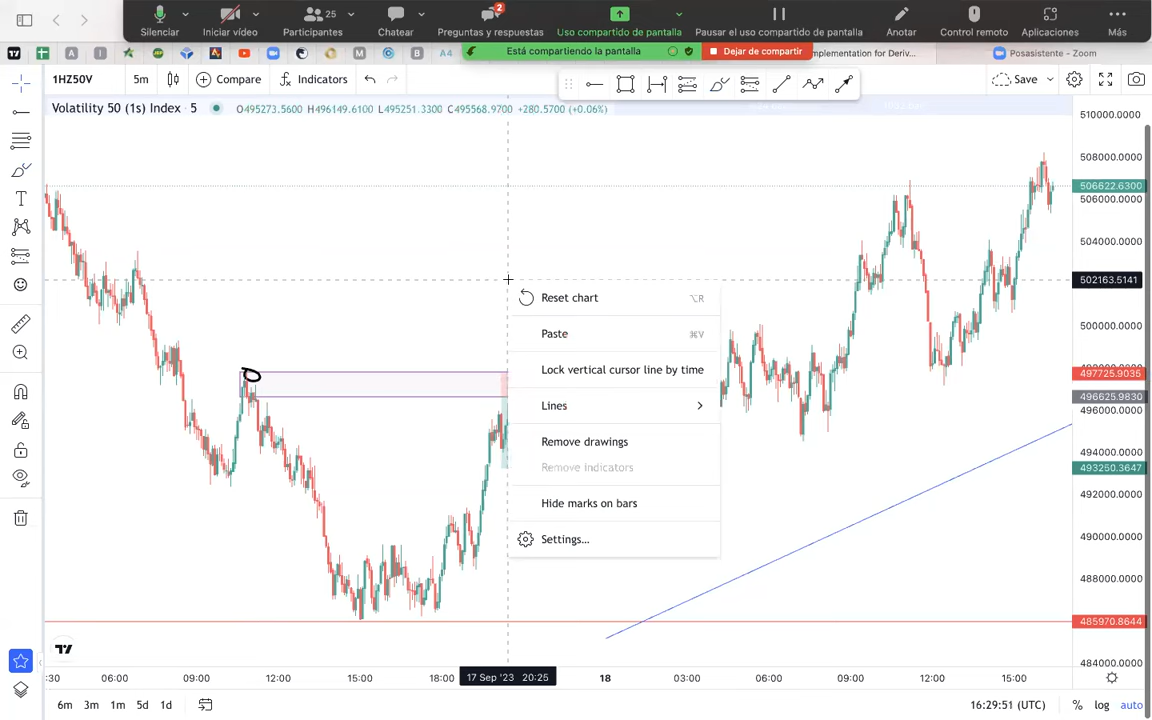 25
2
Silenciar
Iniciar vídeo
Participantes
Chatear
Preguntas y respuestas
Uso compartido de pantalla
Pausar el uso compartido de pantalla
Anotar
Control remoto
Aplicaciones
Más
A4
Está compartiendo la pantalla
Dejar de compartir
mplementation for Deriv...
Posasistente - Zoom
1HZ50V
5m
Compare
Indicators
Save
Volatility 50 (1s) Index · 5
O495273.5600 H496149.6100 L495251.3300 C495568.9700 +280.5700 (+0.06%)
510000.0000
508000.0000
506622.6300
506000.0000
504000.0000
502163.5141
500000.0000
497725.9035
496625.9830
496000.0000
494000.0000
493250.3647
492000.0000
490000.0000
488000.0000
485970.8644
484000.0000
Reset chart ⌥R
Paste ⌘V
Lock vertical cursor line by time
Lines
Remove drawings
Remove indicators
Hide marks on bars
Settings...
:30
06:00
09:00
12:00
15:00
18:00
17 Sep '23 20:25
18
03:00
06:00
09:00
12:00
15:00
6m
3m
1m
5d
1d
16:29:51 (UTC)
%
log
auto